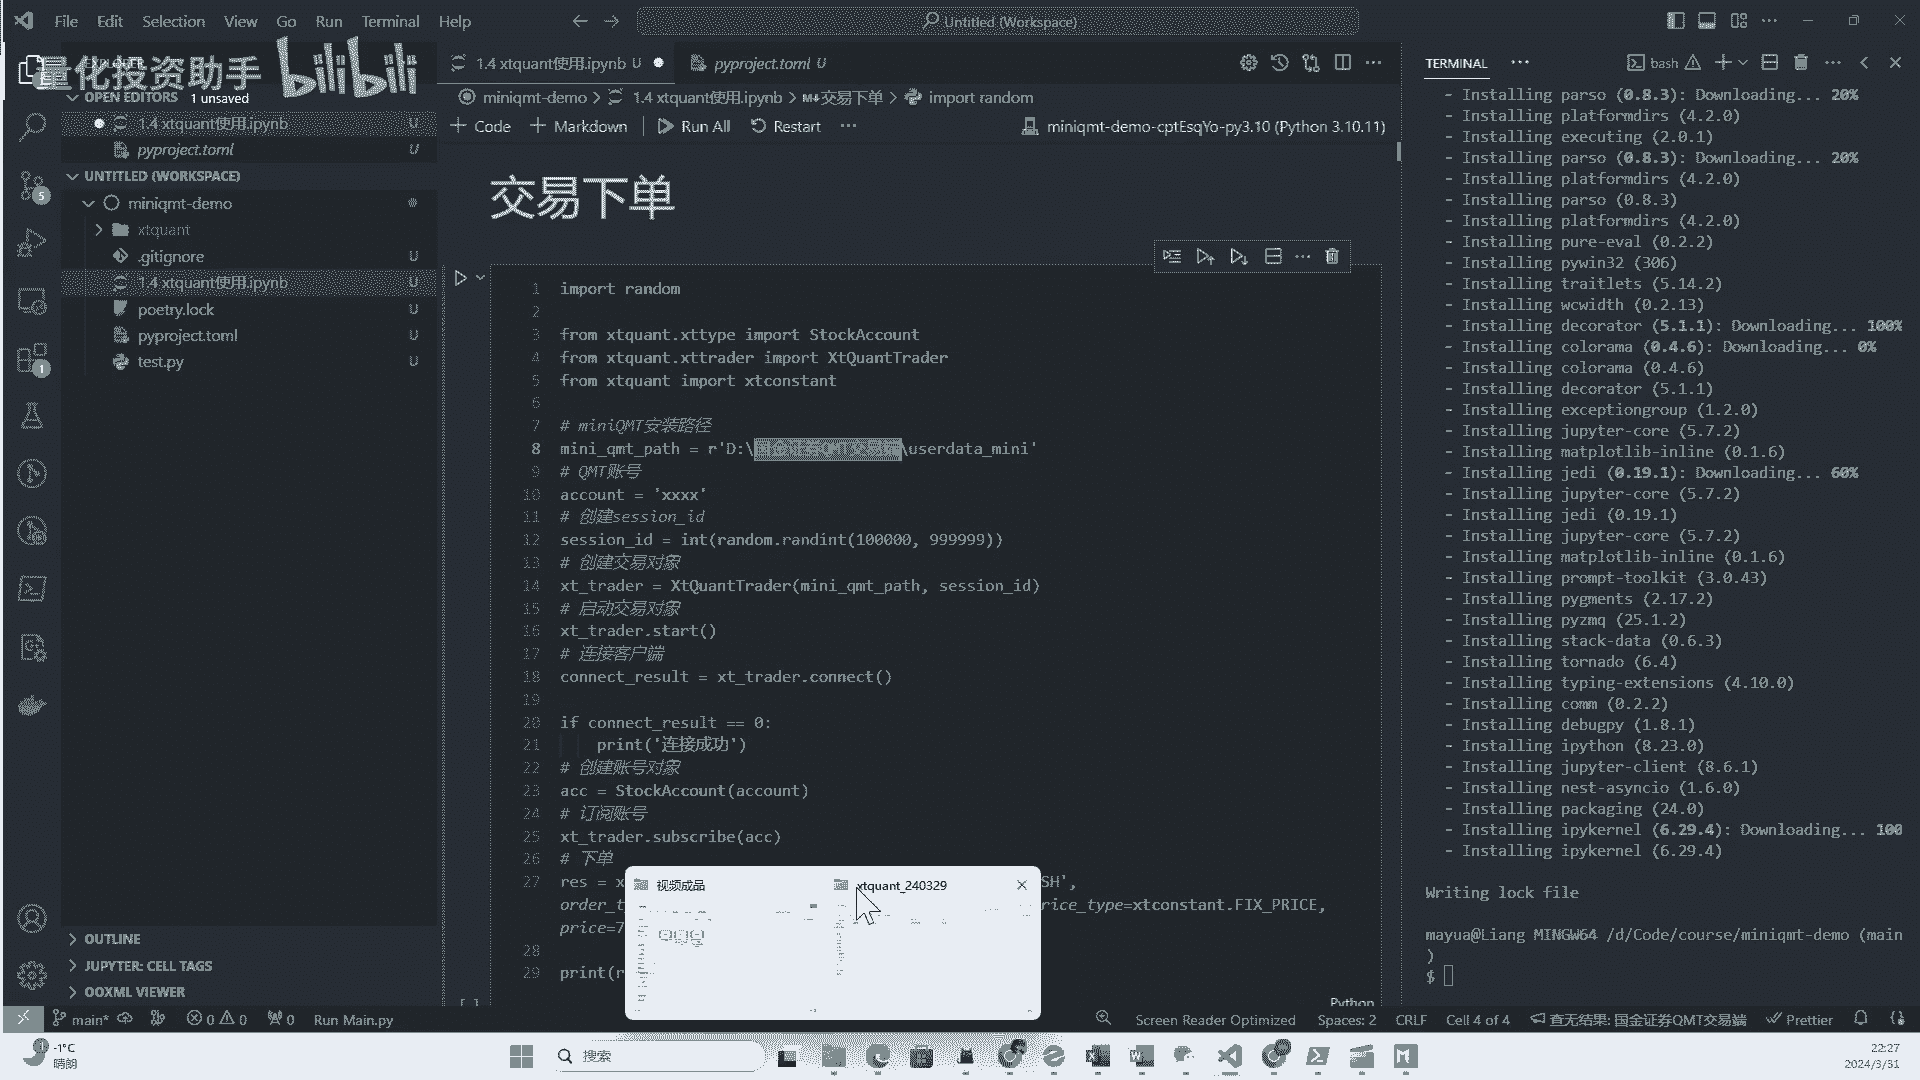 File Edit Selection View Go Run Terminal Help
Untitled (Workspace)
量化投资助手 bilibili
OPEN EDITORS 1 unsaved
1.4 xtquant使用.ipynb U
pyproject.toml U
UNTITLED (WORKSPACE)
miniqmt-demo
xtquant
.gitignore U
1.4 xtquant使用.ipynb U
poetry.lock U
pyproject.toml U
test.py U
5
1
OUTLINE
JUPYTER: CELL TAGS
OOXML VIEWER
1.4 xtquant使用.ipynb U
pyproject.toml U
miniqmt-demo > 1.4 xtquant使用.ipynb > M↓交易下单 > import random
Code Markdown Run All Restart ...
miniqmt-demo-cptEsqYo-py3.10 (Python 3.10.11)
交易下单
1 import random
2
3 from xtquant.xttype import StockAccount
4 from xtquant.xttrader import XtQuantTrader
5 from xtquant import xtconstant
6
7 # miniQMT安装路径
8 mini_qmt_path = r'D:\国金证券QMT交易端\userdata_mini'
9 # QMT账号
10 account = 'xxxx'
11 # 创建session_id
12 session_id = int(random.randint(100000, 999999))
13 # 创建交易对象
14 xt_trader = XtQuantTrader(mini_qmt_path, session_id)
15 # 启动交易对象
16 xt_trader.start()
17 # 连接客户端
18 connect_result = xt_trader.connect()
19
20 if connect_result == 0:
21 print('连接成功')
22 # 创建账号对象
23 acc = StockAccount(account)
24 # 订阅账号
25 xt_trader.subscribe(acc)
26 # 下单
27 res = x SH',
order_t rice_type=xtconstant.FIX_PRICE,
price=7
28
29 print(r
Python
视频成品
xtquant_240329
TERMINAL ... bash
- Installing parso (0.8.3): Downloading... 20%
- Installing platformdirs (4.2.0)
- Installing executing (2.0.1)
- Installing parso (0.8.3): Downloading... 20%
- Installing platformdirs (4.2.0)
- Installing parso (0.8.3)
- Installing platformdirs (4.2.0)
- Installing pure-eval (0.2.2)
- Installing pywin32 (306)
- Installing traitlets (5.14.2)
- Installing wcwidth (0.2.13)
- Installing decorator (5.1.1): Downloading... 100%
- Installing colorama (0.4.6): Downloading... 0%
- Installing colorama (0.4.6)
- Installing decorator (5.1.1)
- Installing exceptiongroup (1.2.0)
- Installing jupyter-core (5.7.2)
- Installing matplotlib-inline (0.1.6)
- Installing jedi (0.19.1): Downloading... 60%
- Installing jupyter-core (5.7.2)
- Installing jedi (0.19.1)
- Installing jupyter-core (5.7.2)
- Installing matplotlib-inline (0.1.6)
- Installing prompt-toolkit (3.0.43)
- Installing pygments (2.17.2)
- Installing pyzmq (25.1.2)
- Installing stack-data (0.6.3)
- Installing tornado (6.4)
- Installing typing-extensions (4.10.0)
- Installing comm (0.2.2)
- Installing debugpy (1.8.1)
- Installing ipython (8.23.0)
- Installing jupyter-client (8.6.1)
- Installing nest-asyncio (1.6.0)
- Installing packaging (24.0)
- Installing ipykernel (6.29.4): Downloading... 100
- Installing ipykernel (6.29.4)
Writing lock file
mayua@Liang MINGW64 /d/Code/course/miniqmt-demo (main
)
$
main* 0 0 0 Run Main.py
Screen Reader Optimized Spaces: 2 CRLF Cell 4 of 4 查无结果: 国金证券QMT交易端 Prettier
-1°C
晴朗
搜索
22:27
2024/3/31